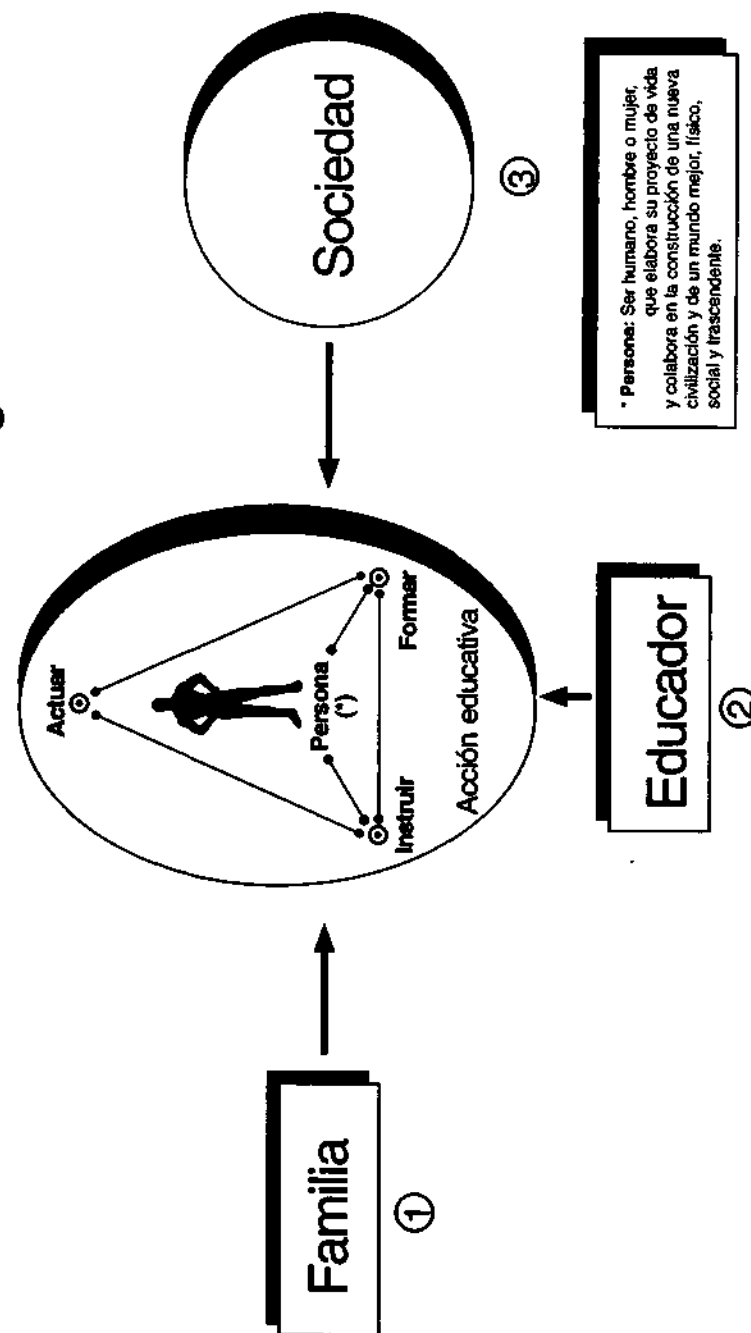 Familia
①
Actuar
Persona
(*)
Instruir
Formar
Acción educativa
Educador
②
Sociedad
③
* Persona: Ser humano, hombre o mujer,
que elabora su proyecto de vida
y colabora en la construcción de una nueva
civilización y de un mundo mejor, físico,
social y trascendente.